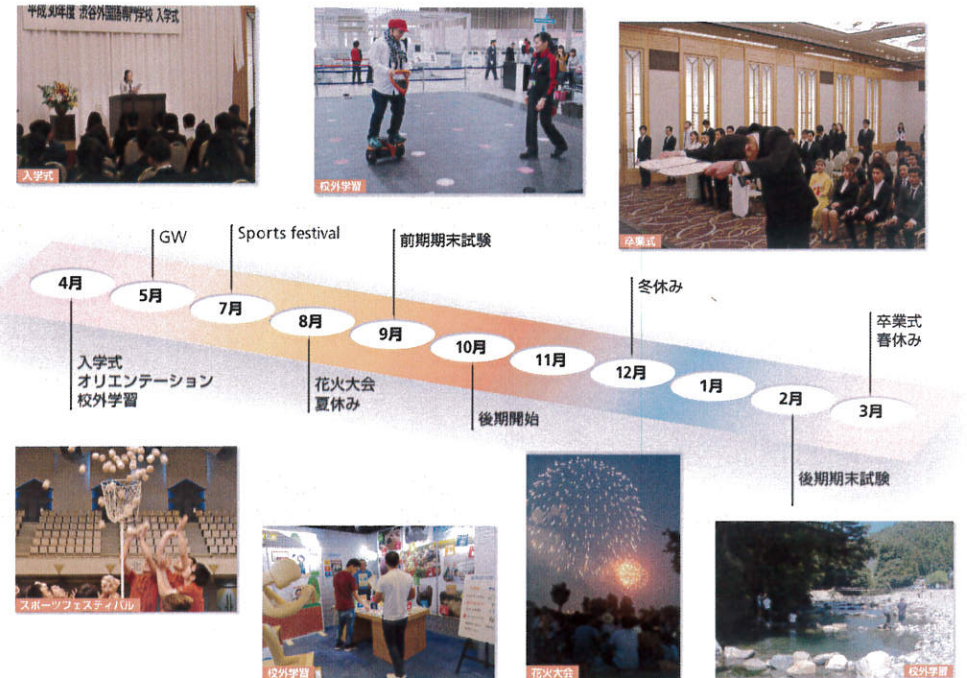 平成30年度 渋谷外国語専門学校 入学式
入学式
校外学習
卒業式
GW
Sports festival
前期期末試験
冬休み
卒業式
春休み
4月
5月
7月
8月
9月
10月
11月
12月
1月
2月
3月
入学式
オリエンテーション
校外学習
花火大会
夏休み
後期開始
後期期末試験
スポーツフェスティバル
校外学習
花火大会
校外学習